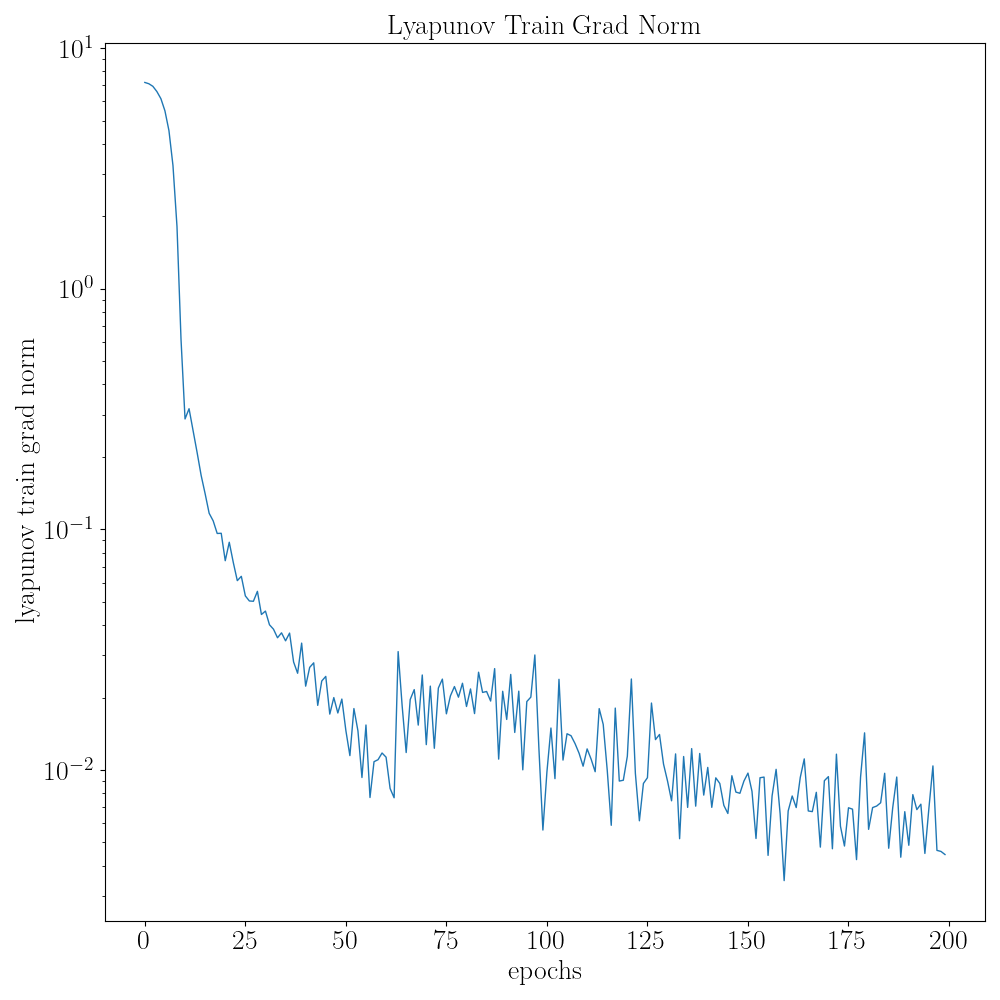 Lyapunov Train Grad Norm
lyapunov train grad norm
10^1
10^0
10^−1
10^−2
0 25 50 75 100 125 150 175 200
epochs